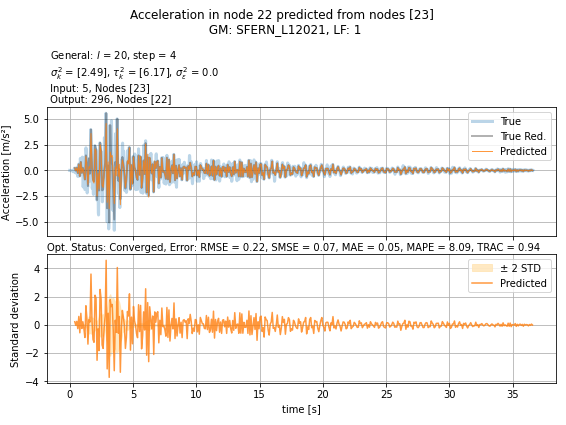 Acceleration in node 22 predicted from nodes [23]
GM: SFERN_L12021, LF: 1
General: l = 20, step = 4
σ²ₖ = [2.49], τ²ₖ = [6.17], σ²ε = 0.0
Input: 5, Nodes [23]
Output: 296, Nodes [22]
Acceleration [m/s²]
5.0
2.5
0.0
−2.5
−5.0
True
True Red.
Predicted
Opt. Status: Converged, Error: RMSE = 0.22, SMSE = 0.07, MAE = 0.05, MAPE = 8.09, TRAC = 0.94
Standard deviation
4
2
0
−2
−4
± 2 STD
Predicted
0 5 10 15 20 25 30 35
time [s]